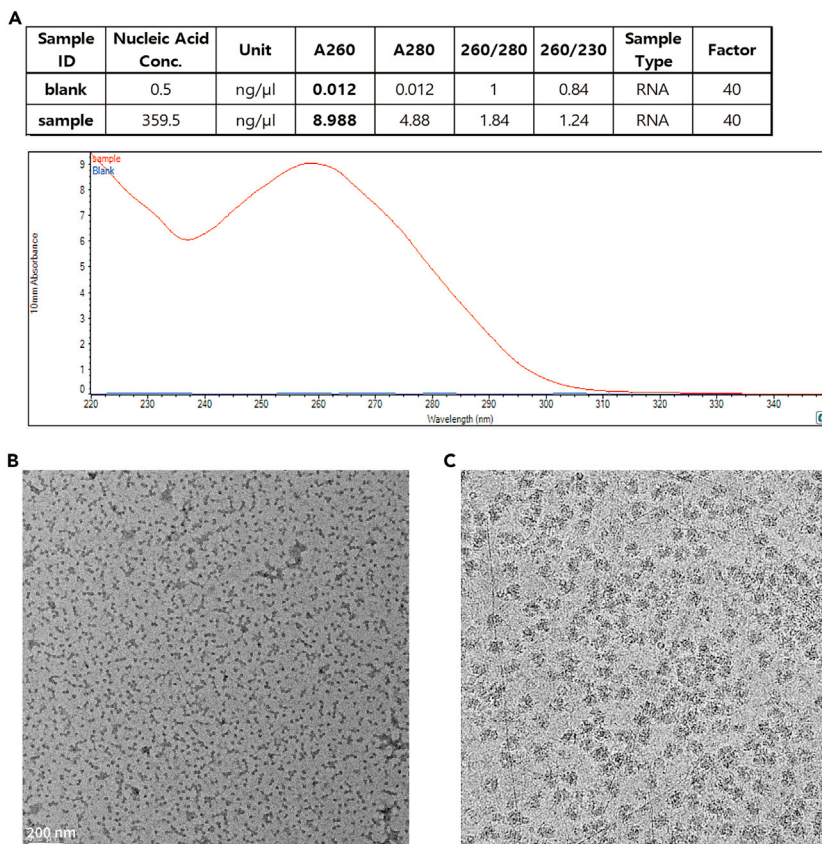 A
Sample ID Nucleic Acid Conc. Unit A260 A280 260/280 260/230 Sample Type Factor
blank 0.5 ng/µl 0.012 0.012 1 0.84 RNA 40
sample 359.5 ng/µl 8.988 4.88 1.84 1.24 RNA 40
sample
Blank
10mm Absorbance
9
8
7
6
5
4
3
2
1
0
220 230 240 250 260 270 280 290 300 310 320 330 340
Wavelength (nm)
B
C
200 nm